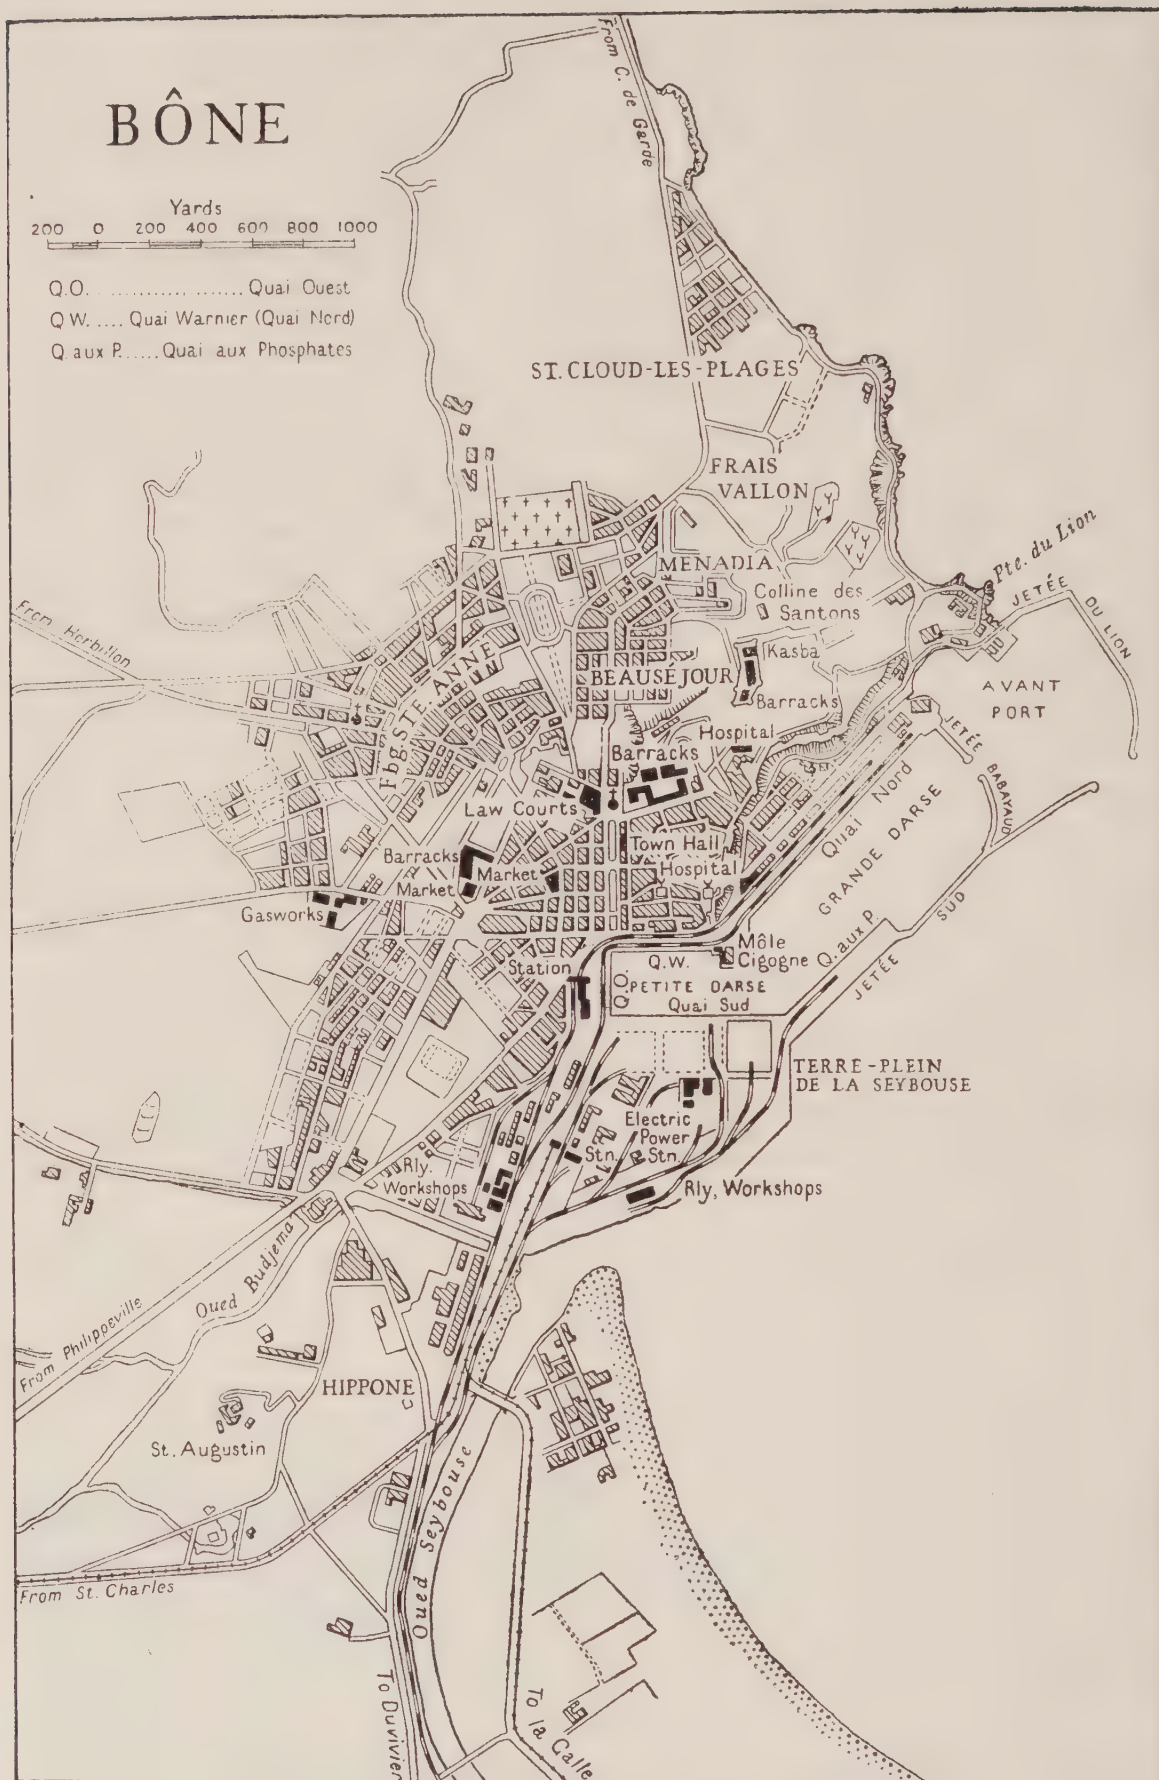 BÔNE
From C. de Garde
Yards
200 0 200 400 600 800 1000
Q.O. .................. Quai Ouest
Q.W. .... Quai Warnier (Quai Nord)
Q. aux P. ..... Quai aux Phosphates
ST. CLOUD-LES-PLAGES
FRAIS
VALLON
MENADIA
Colline des
Santons
Pte. du Lion
JETÉE
DU LION
From Herbillon
Fbg. STE. ANNE
BEAUSÉJOUR
Kasba
Barracks
AVANT
PORT
Hospital
Barracks
JETÉE
BABAYAUD
Law Courts
Quai Nord
GRANDE DARSE
Town Hall
Barracks
Market
Market
Hospital
Gasworks
SUD
JETÉE
Q. aux P.
Môle
Cigogne
Station
Q.W.
PETITE DARSE
Quai Sud
TERRE-PLEIN
DE LA SEYBOUSE
Electric
Power
Stn.
Stn.
Rly.
Workshops
Rly, Workshops
Oued Budjema
From Philippeville
HIPPONE
St. Augustin
Oued Seybouse
From St. Charles
To Duvivier
To la Calle